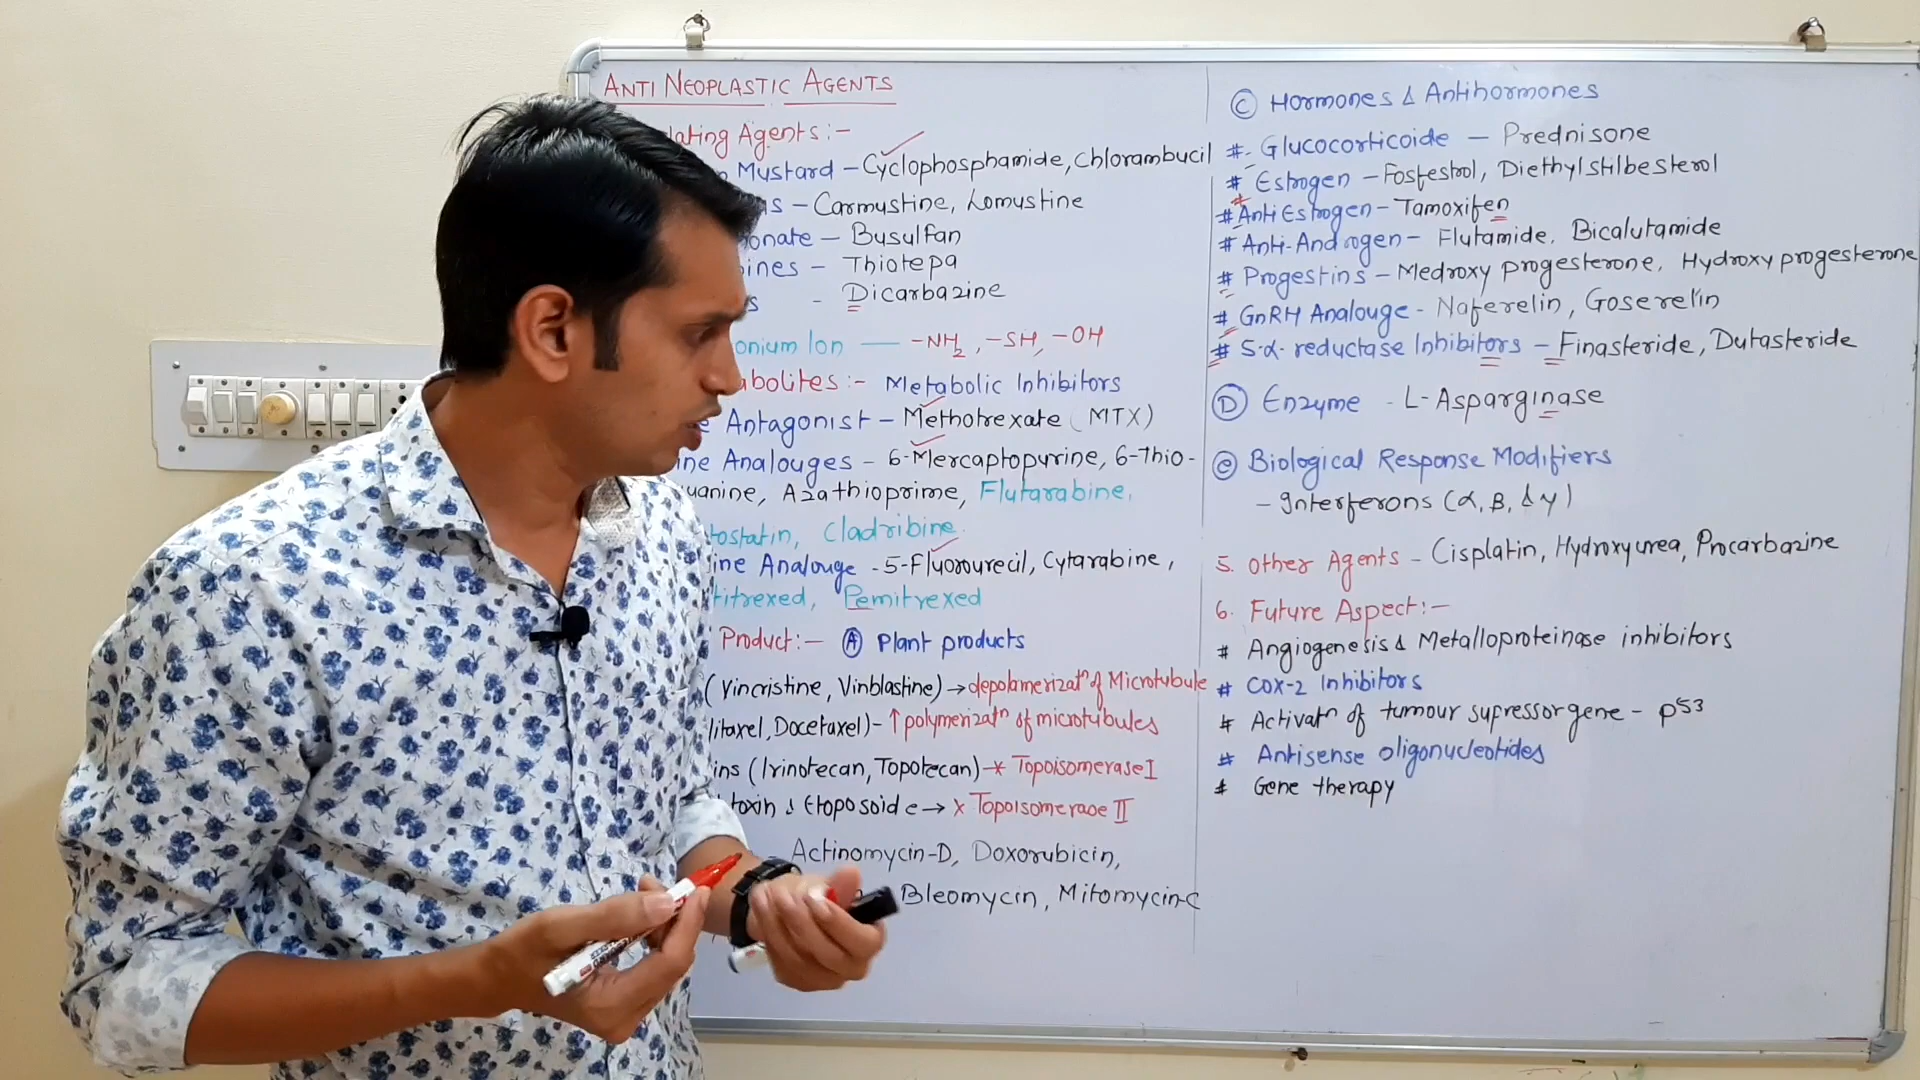 ANTI NEOPLASTIC AGENTS
lating Agents:-
Mustard - Cyclophosphamide, Chlorambucil
as - Carmustine, Lomustine
onate - Busulfan
ines - Thiotepa
s - Dicarbazine
onium Ion — -NH2, -SH, -OH
abolites:- Metabolic Inhibitors
e Antagonist - Methotrexate (MTX)
ine Analouges - 6-Mercaptopurine, 6-Thio-
uanine, Azathioprime, Flutarabine,
tostatin, Cladribine
ine Analouge - 5-Fluorourecil, Cytarabine,
titrexed, Pemitrexed
Product:- Ⓐ Plant products
(Vincristine, Vinblastine) → depolamerizatⁿ of Microtubule
litaxel, Docetaxel) - ↑ polymerizatⁿ of microtubules
ins (Irinotecan, Topotecan) -* Topoisomerase I
toxin & Etoposoide → x Topoisomerase II
Actinomycin-D, Doxorubicin,
Bleomycin, Mitomycin-C
Ⓒ Hormones & Antihormones
# Glucocorticoide - Prednisone
# Estrogen - Fosfestrol, Diethylstilbesterol
# Anti Estrogen - Tamoxifen
# Anti-Androgen - Flutamide, Bicalutamide
# Progestins - Medroxy progesterone, Hydroxy progesterone
# GnRH Analouge - Naferelin, Goserelin
# 5-α-reductase Inhibitors - Finasteride, Dutasteride
Ⓓ Enzyme - L-Asparginase
ⓔ Biological Response Modifiers
- Interferons (α, β, & γ)
5. Other Agents - Cisplatin, Hydroxyurea, Procarbazine
6. Future Aspect:-
# Angiogenesis & Metalloproteinase inhibitors
# COX-2 Inhibitors
# Activatⁿ of tumour supressor gene - p53
# Antisense oligonucleotides
# Gene therapy